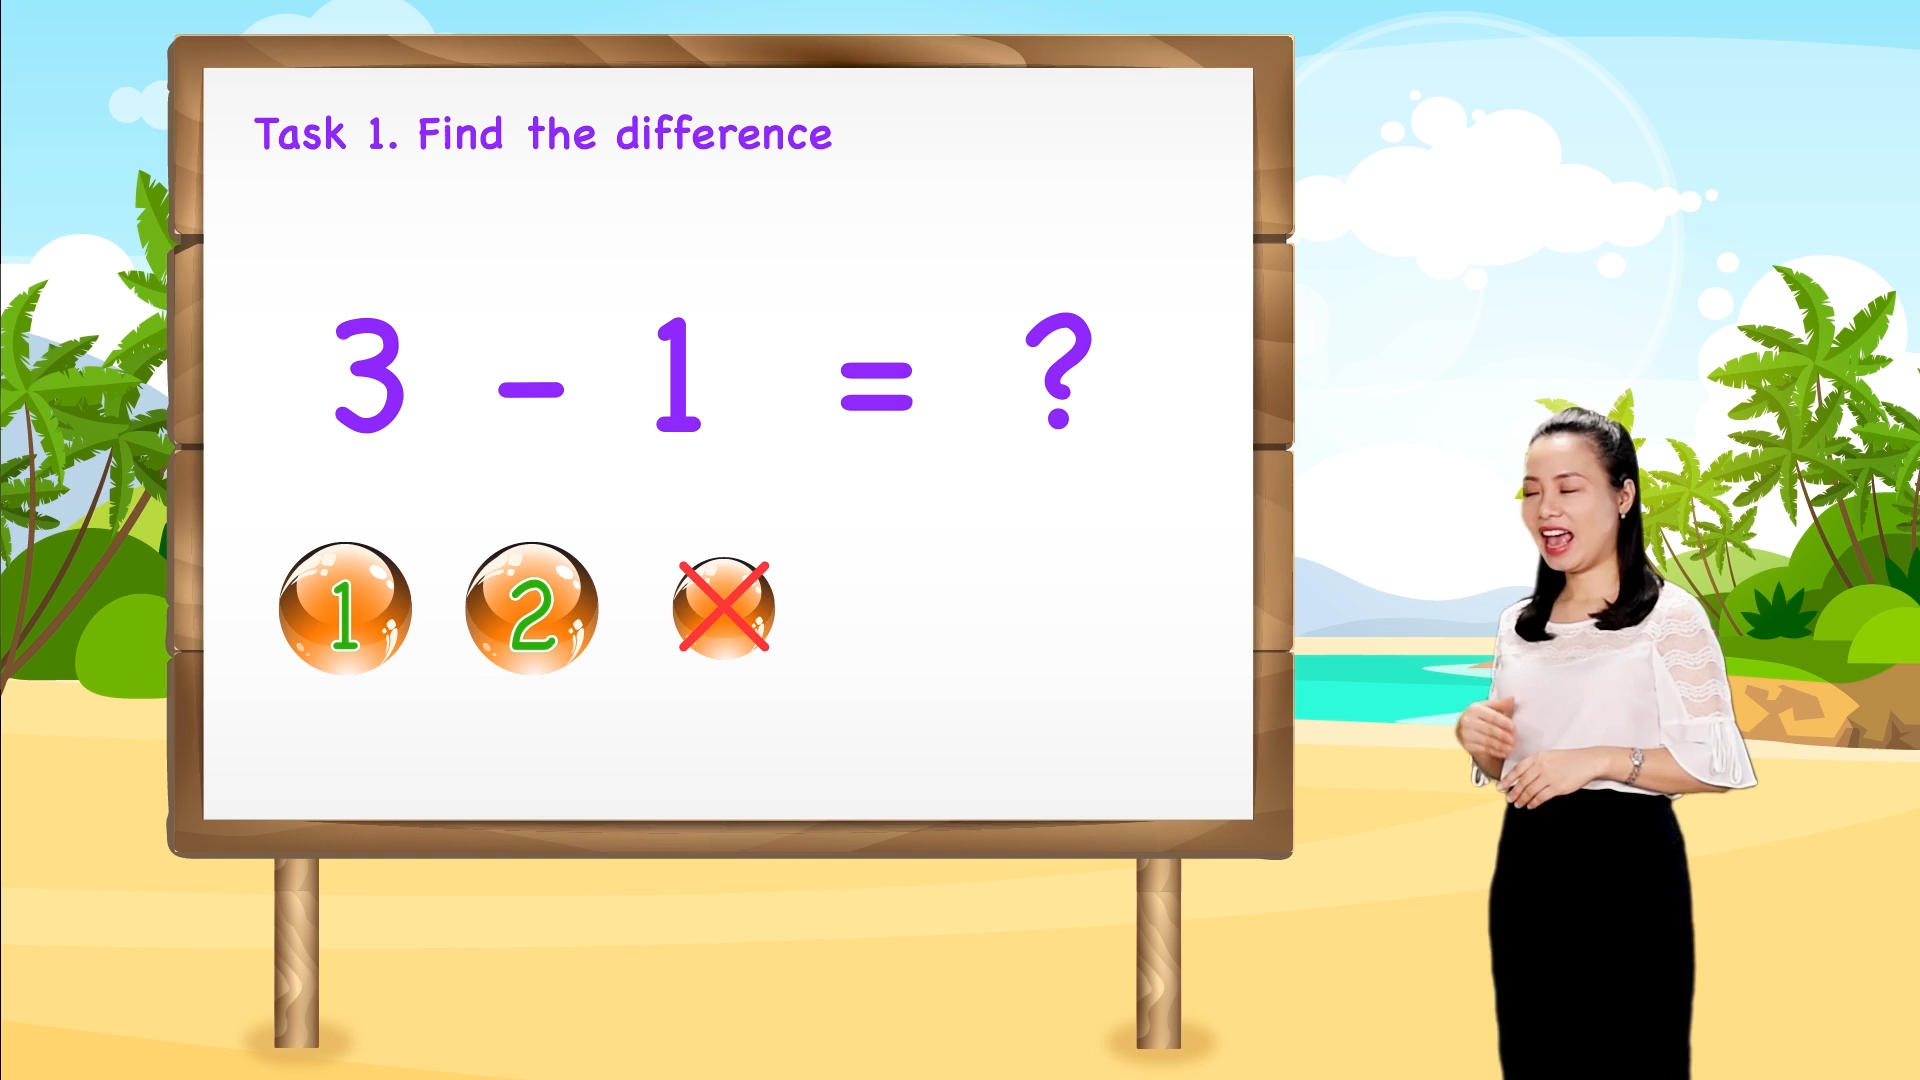 Task 1. Find the difference
3 - 1 = ?
1 2